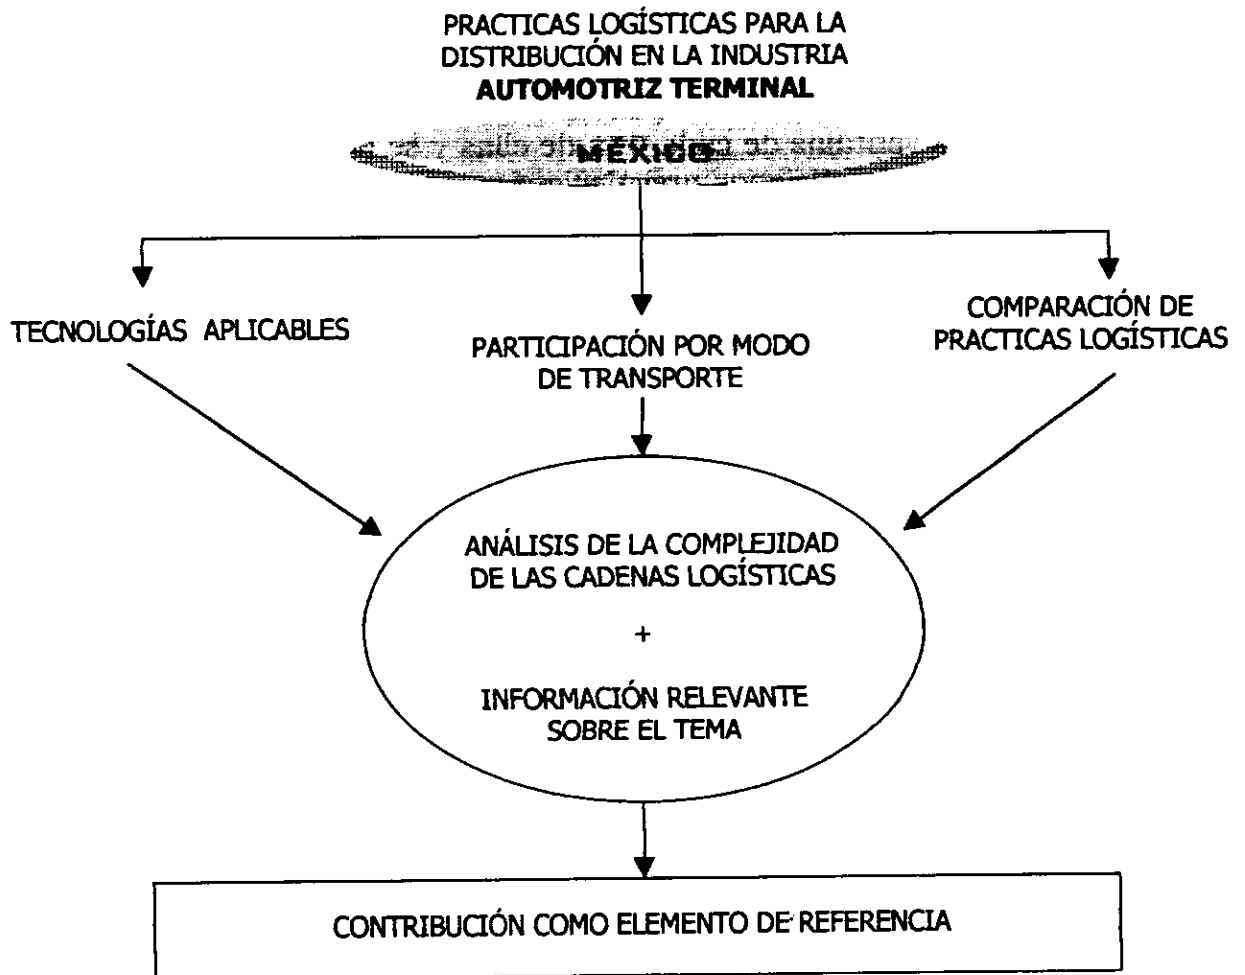 PRACTICAS LOGÍSTICAS PARA LA
DISTRIBUCIÓN EN LA INDUSTRIA
AUTOMOTRIZ TERMINAL
MÉXICO
TECNOLOGÍAS APLICABLES
PARTICIPACIÓN POR MODO
DE TRANSPORTE
COMPARACIÓN DE
PRACTICAS LOGÍSTICAS
ANÁLISIS DE LA COMPLEJIDAD
DE LAS CADENAS LOGÍSTICAS
+
INFORMACIÓN RELEVANTE
SOBRE EL TEMA
CONTRIBUCIÓN COMO ELEMENTO DE REFERENCIA